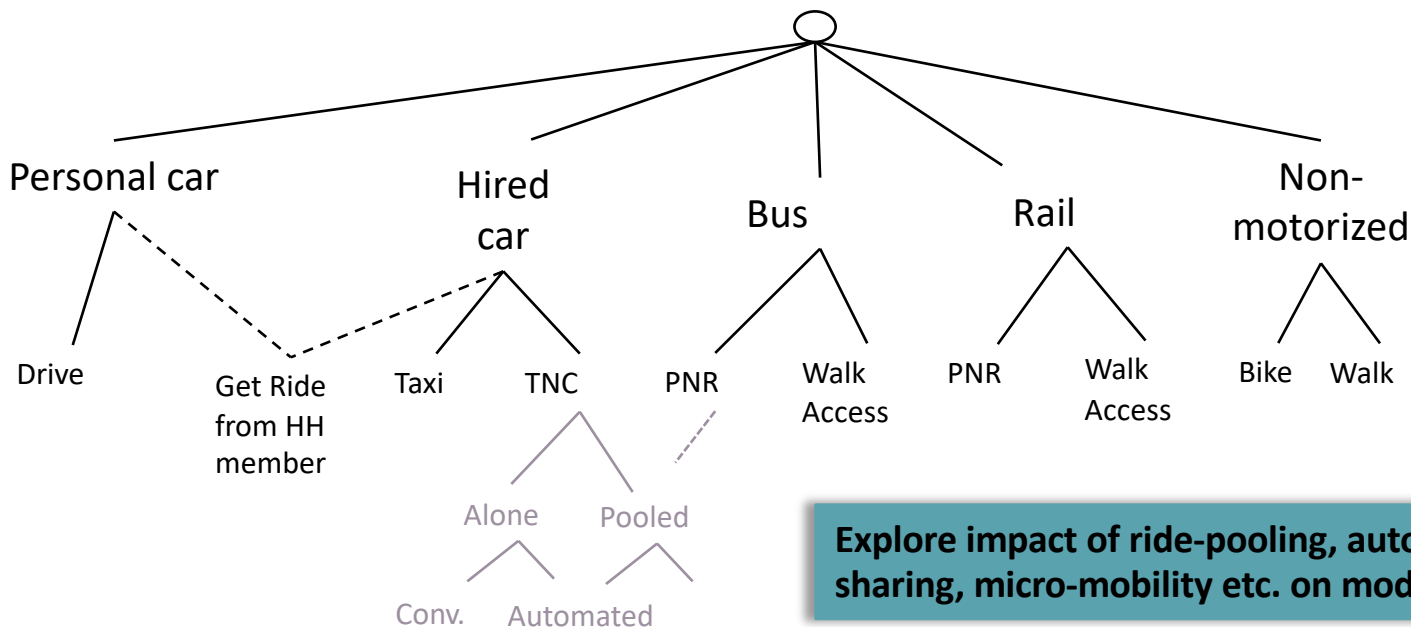 Personal car
Hired
car
Bus
Rail
Non-
motorized
Drive
Get Ride
from HH
member
Taxi
TNC
PNR
Walk
Access
PNR
Walk
Access
Bike
Walk
Alone
Pooled
Conv.
Automated
Explore impact of ride-pooling, auto
sharing, micro-mobility etc. on mod